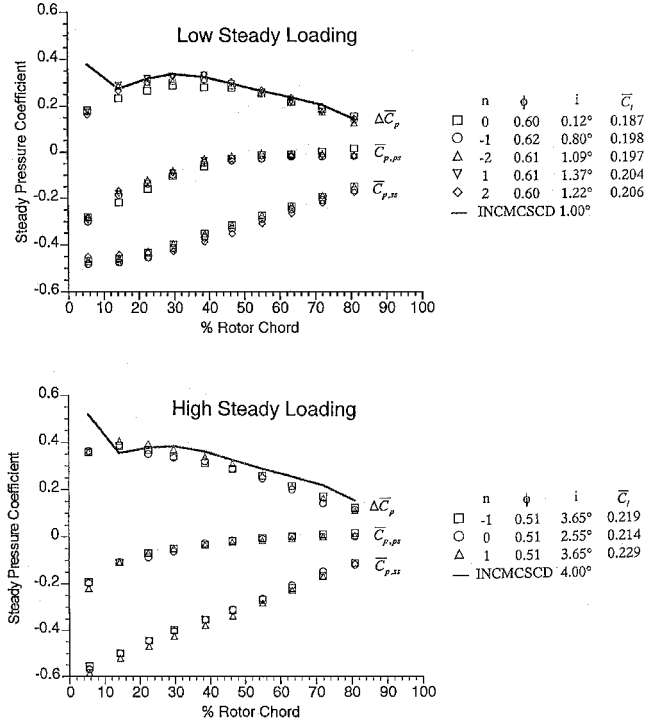 Low Steady Loading
Steady Pressure Coefficient
0.6
0.4
0.2
0
-0.2
-0.4
-0.6
0 10 20 30 40 50 60 70 80 90 100
% Rotor Chord
ΔC̅p
C̅p,ps
C̅p,ss
n ϕ i C̅l
□ 0 0.60 0.12° 0.187
○ -1 0.62 0.80° 0.198
△ -2 0.61 1.09° 0.197
▽ 1 0.61 1.37° 0.204
◇ 2 0.60 1.22° 0.206
— INCMCSCD 1.00°
High Steady Loading
Steady Pressure Coefficient
0.6
0.4
0.2
0
-0.2
-0.4
-0.6
0 10 20 30 40 50 60 70 80 90 100
% Rotor Chord
ΔC̅p
C̅p,ps
C̅p,ss
n ϕ i C̅l
□ -1 0.51 3.65° 0.219
○ 0 0.51 2.55° 0.214
△ 1 0.51 3.65° 0.229
— INCMCSCD 4.00°